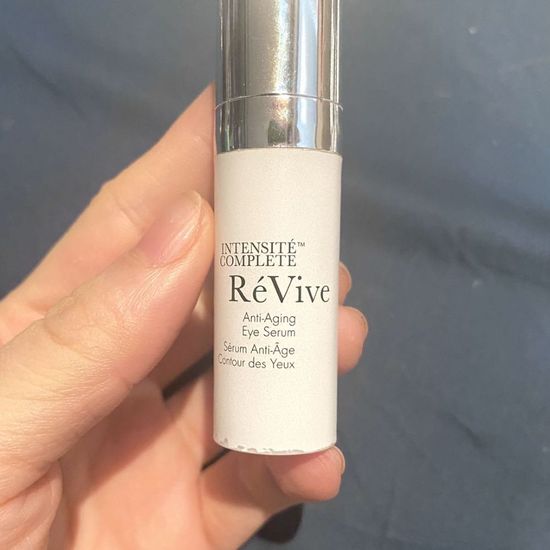 INTENSITÉ™
COMPLETE
RéVive
Anti-Aging
Eye Serum
Sérum Anti-Âge
Contour des Yeux